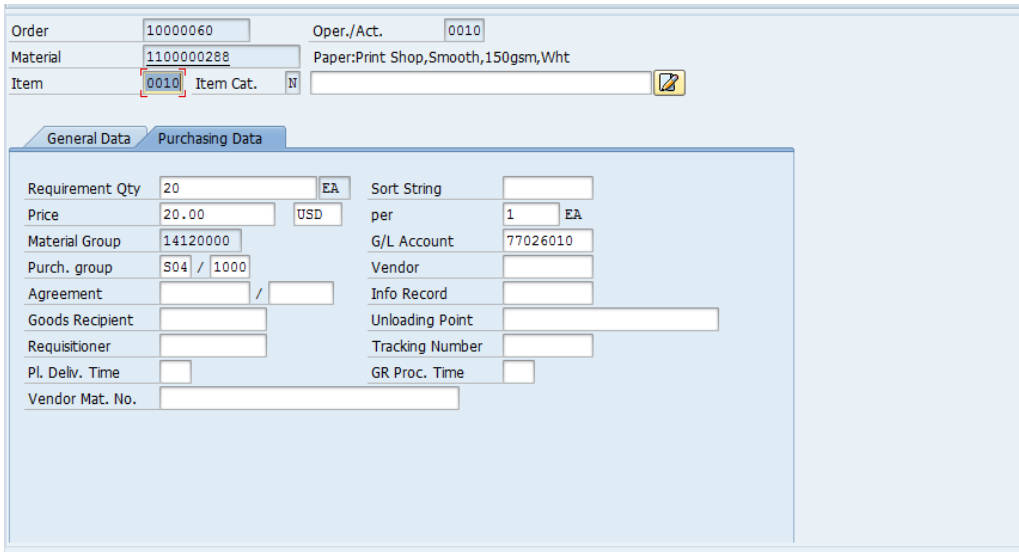 Order 10000060 Oper./Act. 0010
Material 1100000288 Paper:Print Shop,Smooth,150gsm,Wht
Item 0010 Item Cat. N
General Data Purchasing Data
Requirement Qty 20 EA Sort String
Price 20.00 USD per 1 EA
Material Group 14120000 G/L Account 77026010
Purch. group S04 / 1000 Vendor
Agreement / Info Record
Goods Recipient Unloading Point
Requisitioner Tracking Number
Pl. Deliv. Time GR Proc. Time
Vendor Mat. No.